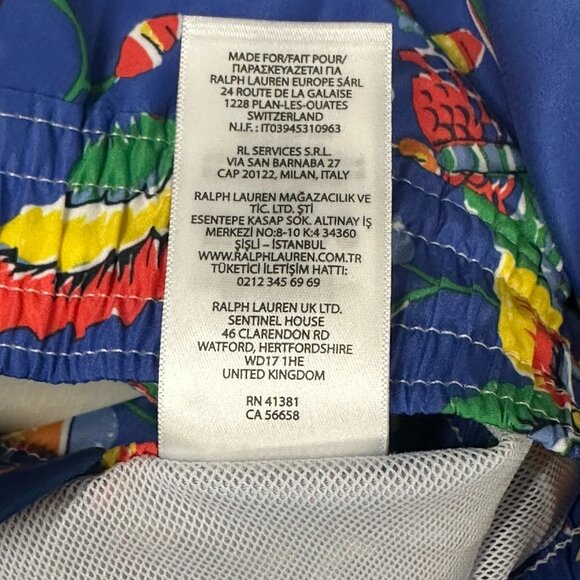 MADE FOR/FAIT POUR/
ΠΑΡΑΣΚΕΥΑΖΕΤΑΙ ΓΙΑ
RALPH LAUREN EUROPE SÁRL
24 ROUTE DE LA GALAISE
1228 PLAN-LES-OUATES
SWITZERLAND
N.I.F.: IT03945310963
RL SERVICES S.R.L.
VIA SAN BARNABA 27
CAP 20122, MILAN, ITALY
RALPH LAUREN MAĞAZACILIK VE
TİC. LTD. ŞTİ
ESENTEPE KASAP SOK. ALTINAY İŞ
MERKEZİ NO:8-10 K:4 34360
ŞİŞLİ – İSTANBUL
WWW.RALPHLAUREN.COM.TR
TÜKETİCİ İLETİŞİM HATTI:
0212 345 69 69
RALPH LAUREN UK LTD.
SENTINEL HOUSE
46 CLARENDON RD
WATFORD, HERTFORDSHIRE
WD17 1HE
UNITED KINGDOM
RN 41381
CA 56658